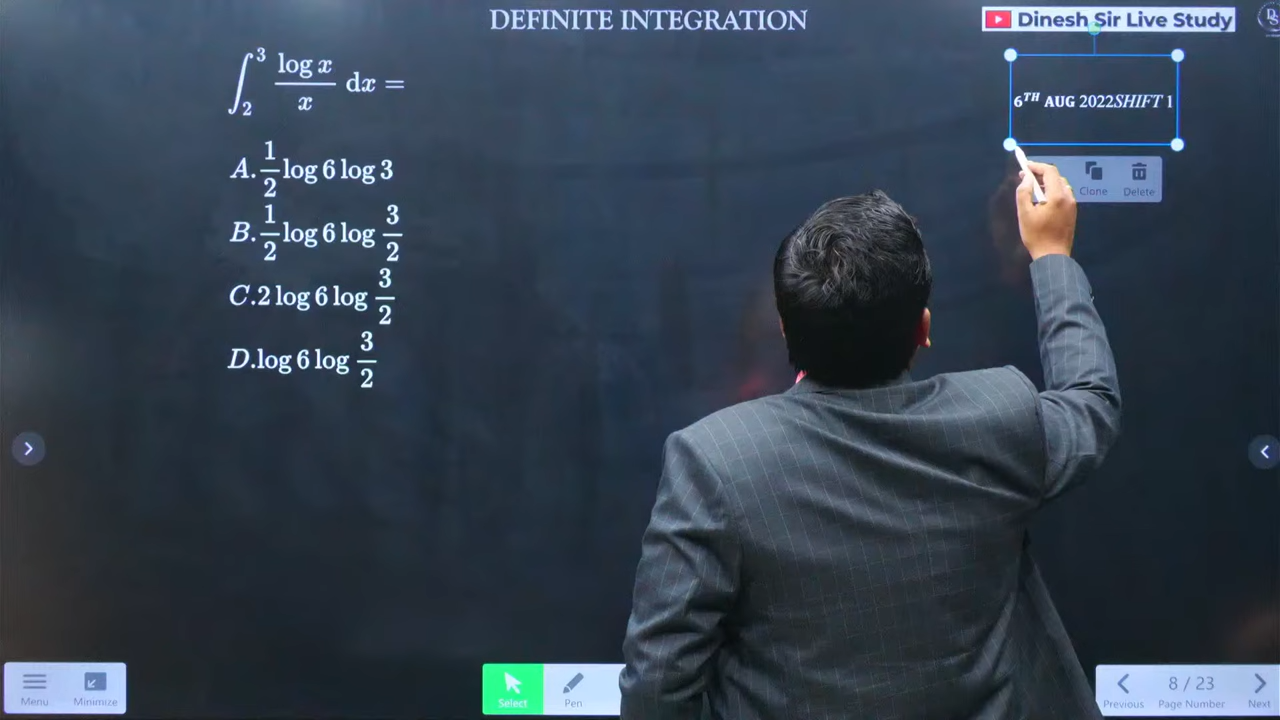 DEFINITE INTEGRATION
Dinesh Sir Live Study
∫₂³ log x / x dx =
6ᵀᴴ AUG 2022SHIFT 1
A. 1/2 log 6 log 3
Clone Delete
B. 1/2 log 6 log 3/2
C. 2 log 6 log 3/2
D. log 6 log 3/2
Menu Minimize Select Pen Previous 8 / 23 Page Number Next